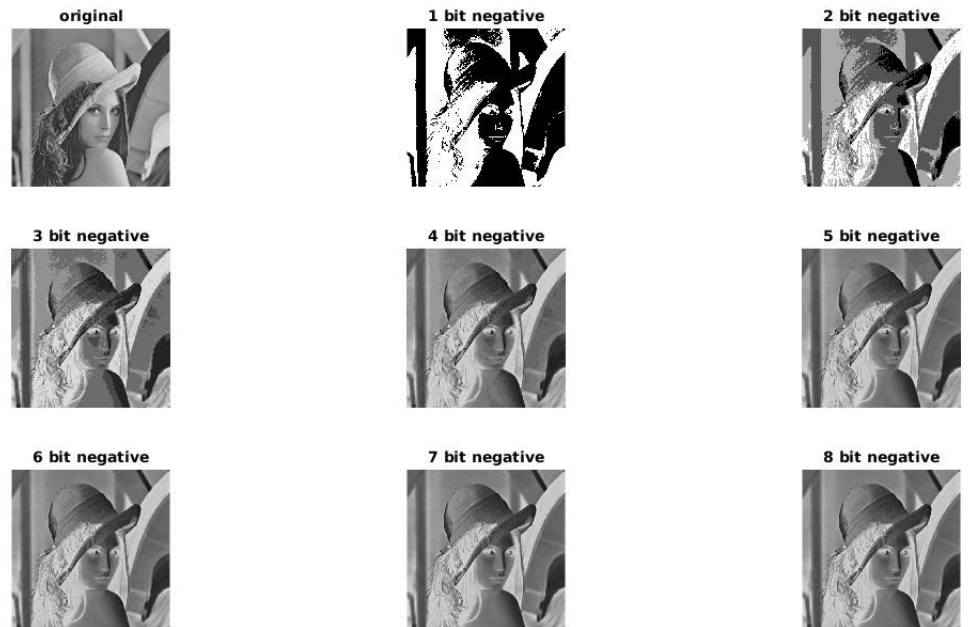 original
1 bit negative
2 bit negative
3 bit negative
4 bit negative
5 bit negative
6 bit negative
7 bit negative
8 bit negative